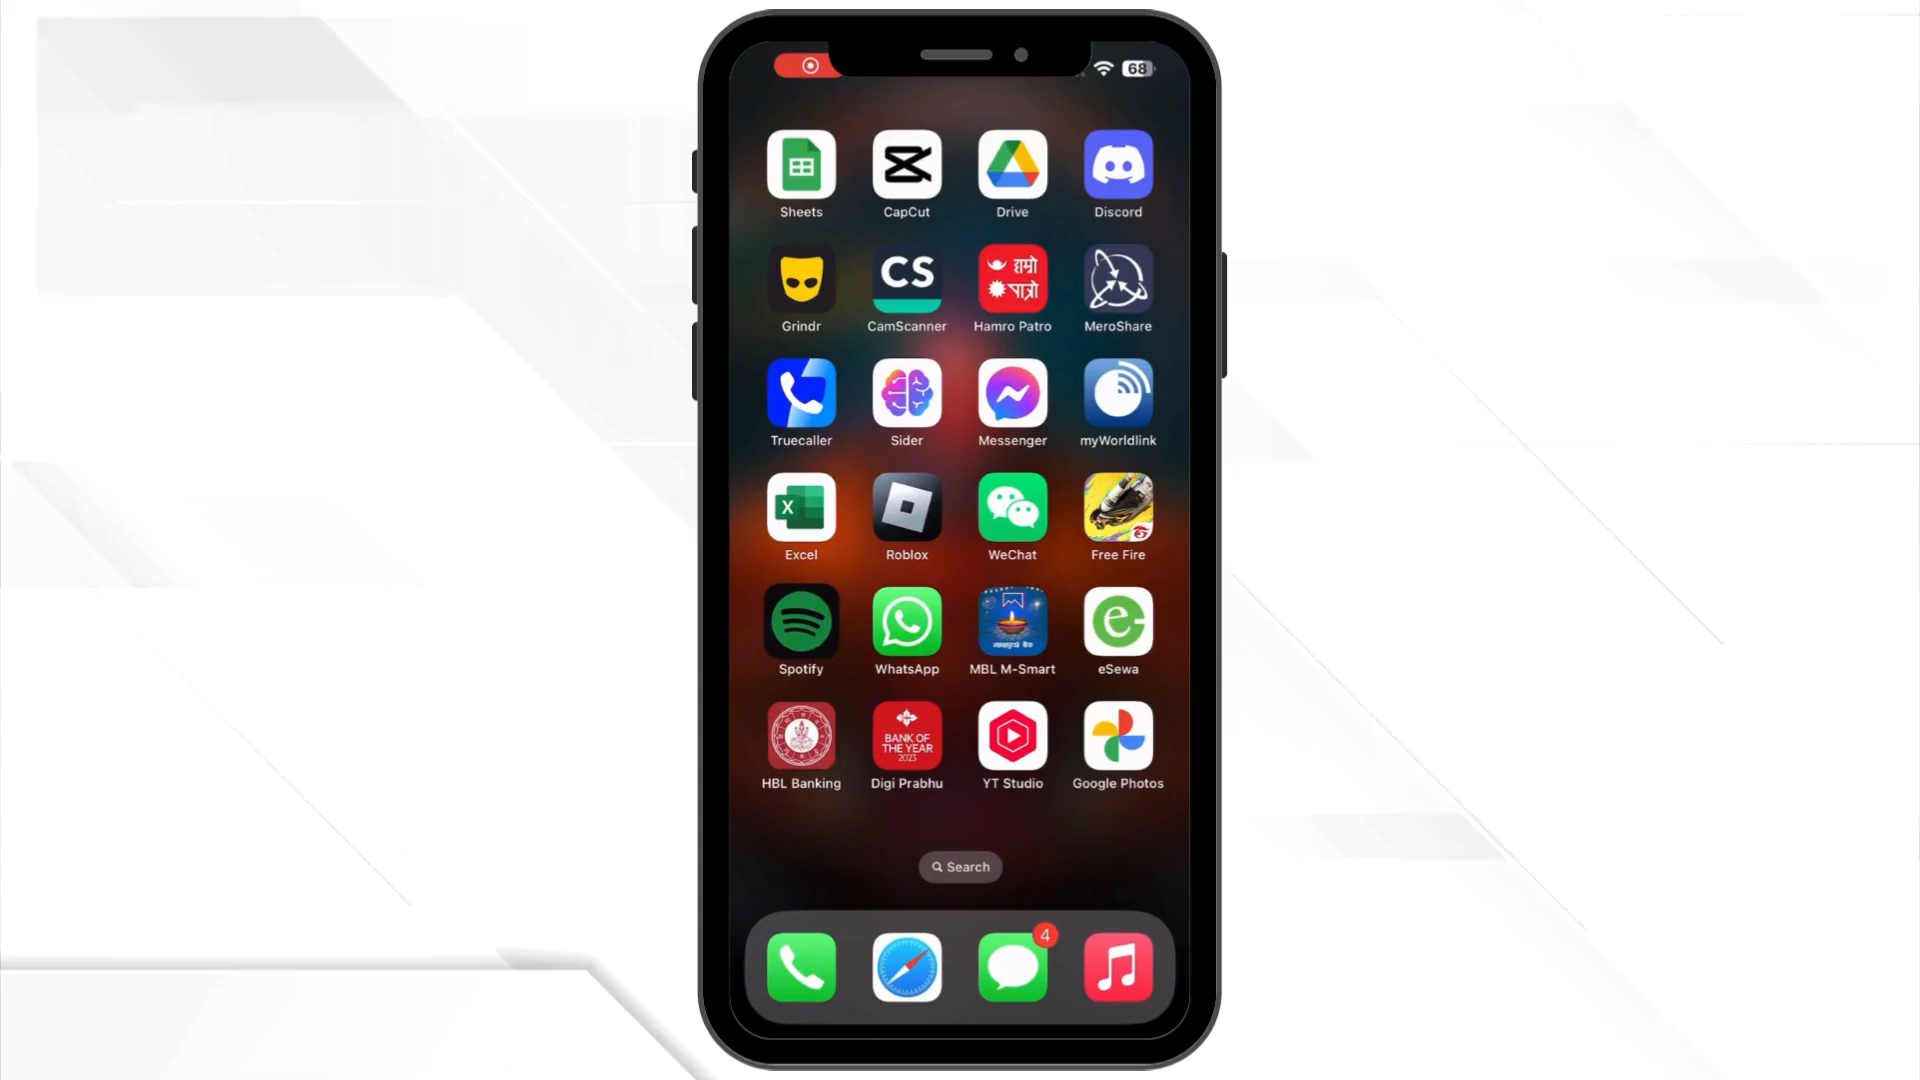 68
Sheets
CapCut
Drive
Discord
CS
हाम्रो
पात्रो
Grindr
CamScanner
Hamro Patro
MeroShare
Truecaller
Sider
Messenger
myWorldlink
X
Excel
Roblox
WeChat
Free Fire
e
Spotify
WhatsApp
MBL M-Smart
eSewa
BANK OF
THE YEAR
2023
HBL Banking
Digi Prabhu
YT Studio
Google Photos
Search
4